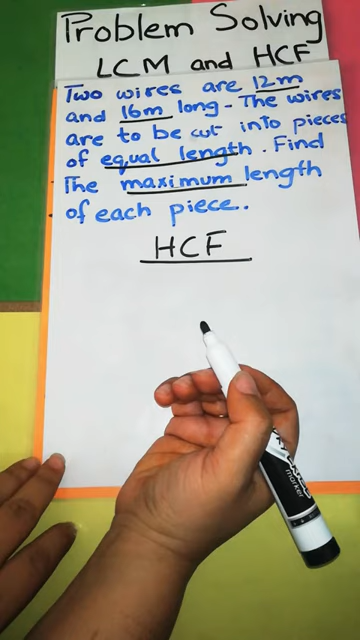 Problem Solving
LCM and HCF
Two wires are 12m
and 16m long - The wires
are to be cut into pieces
of equal length. Find
The maximum length
of each piece..
HCF
marker